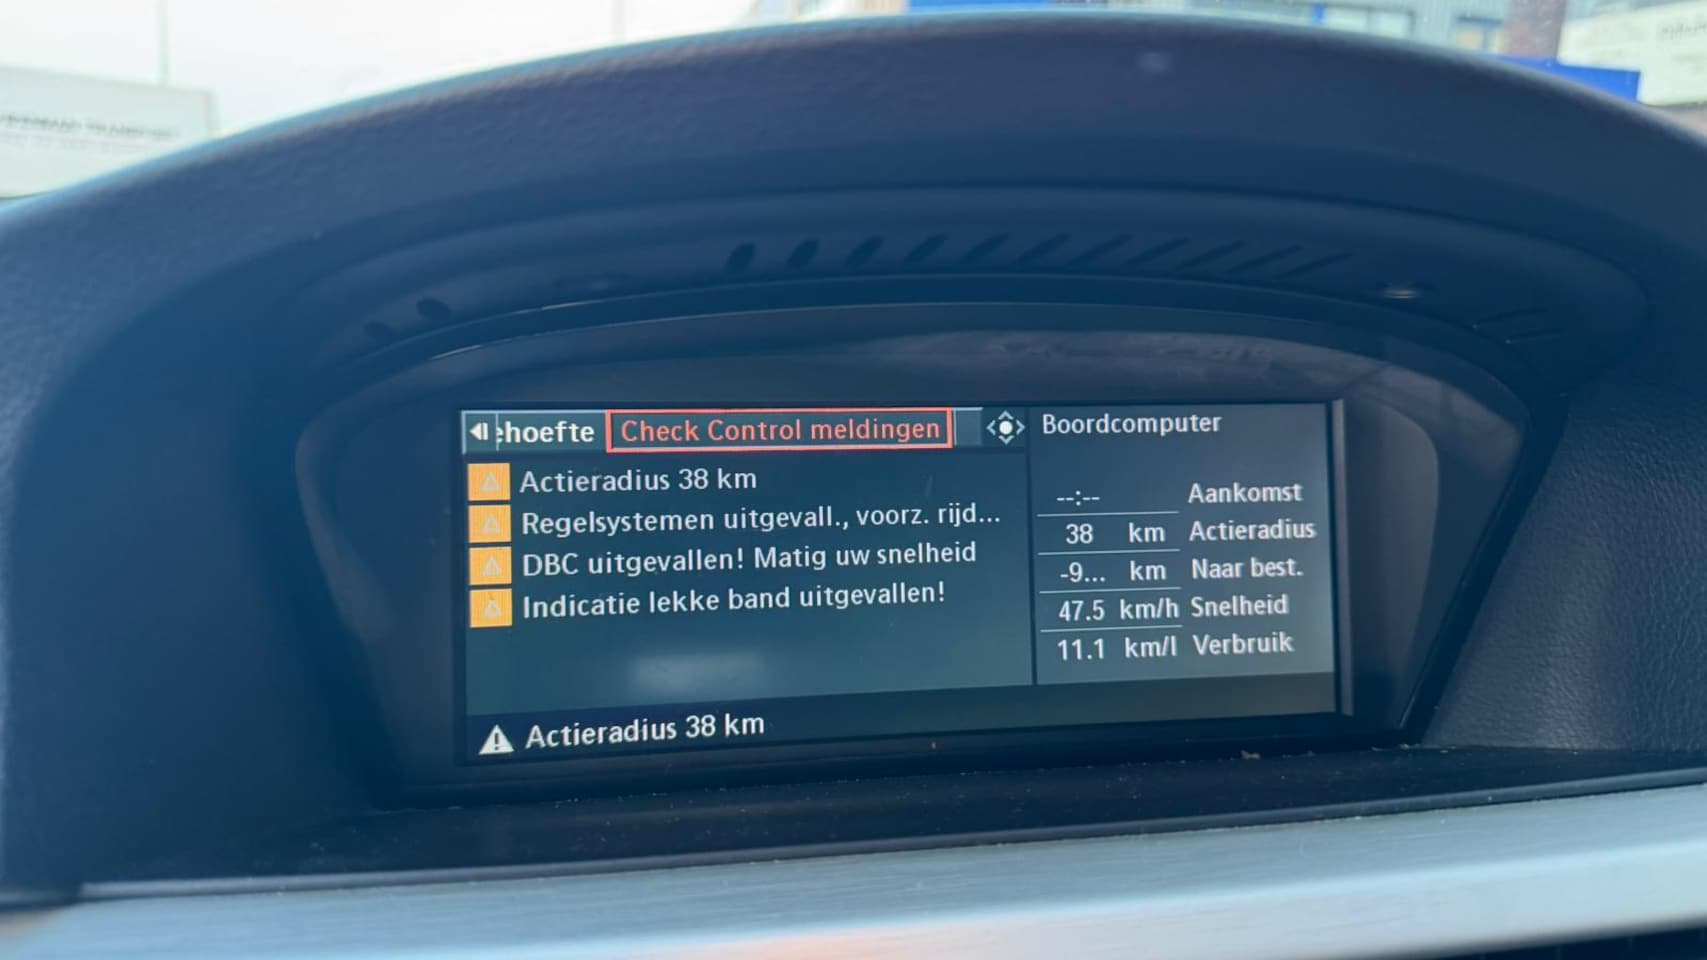 ehoefte
Check Control meldingen
Actieradius 38 km
Regelsystemen uitgevall., voorz. rijd...
DBC uitgevallen! Matig uw snelheid
Indicatie lekke band uitgevallen!
Actieradius 38 km
Boordcomputer
--:-- Aankomst
38 km Actieradius
-9... km Naar best.
47.5 km/h Snelheid
11.1 km/l Verbruik